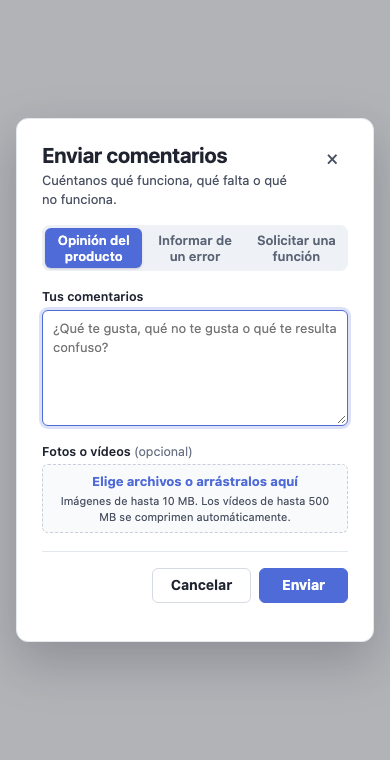 Enviar comentarios
Cuéntanos qué funciona, qué falta o qué
no funciona.
Opinión del
producto
Informar de
un error
Solicitar una
función
Tus comentarios
¿Qué te gusta, qué no te gusta o qué te resulta
confuso?
Fotos o vídeos (opcional)
Elige archivos o arrástralos aquí
Imágenes de hasta 10 MB. Los vídeos de hasta 500
MB se comprimen automáticamente.
Cancelar
Enviar